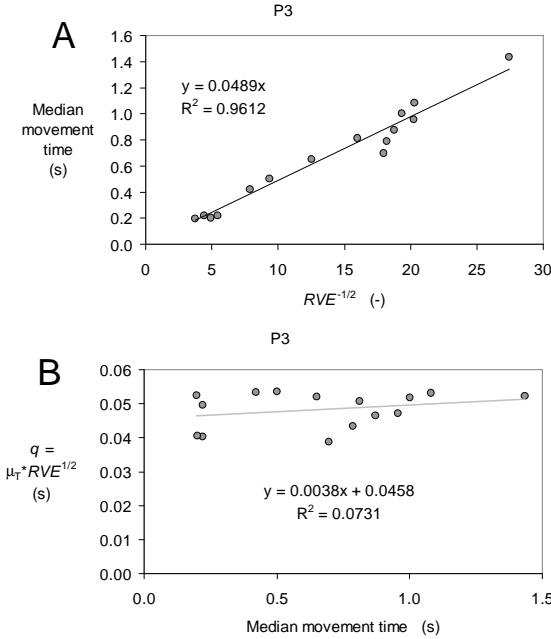 P3
A
1.6
1.4
1.2
1.0
0.8
0.6
0.4
0.2
0.0
Median
movement
time
(s)
y = 0.0489x
R² = 0.9612
0 5 10 15 20 25 30
RVE⁻¹/² (-)
P3
B
0.06
0.05
0.04
0.03
0.02
0.01
0.00
q =
μT*RVE¹/²
(s)
y = 0.0038x + 0.0458
R² = 0.0731
0.0 0.5 1.0 1.5
Median movement time (s)